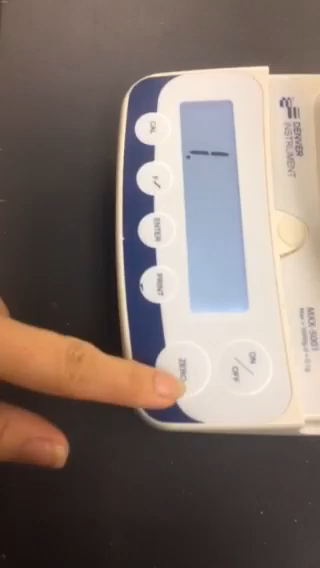 CAL
ENTER
PRINT
ZERO
ON
/
OFF
DENVER
INSTRUMENT
MXX-5001